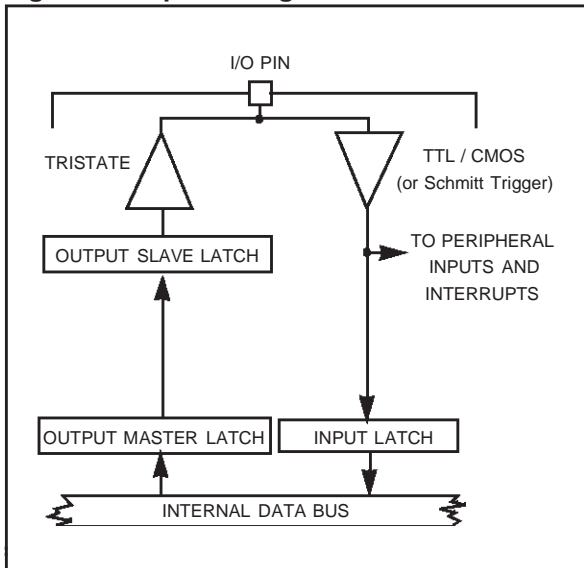 I/O PIN
TRISTATE
TTL / CMOS
(or Schmitt Trigger)
TO PERIPHERAL
INPUTS AND
INTERRUPTS
OUTPUT SLAVE LATCH
OUTPUT MASTER LATCH
INPUT LATCH
INTERNAL DATA BUS